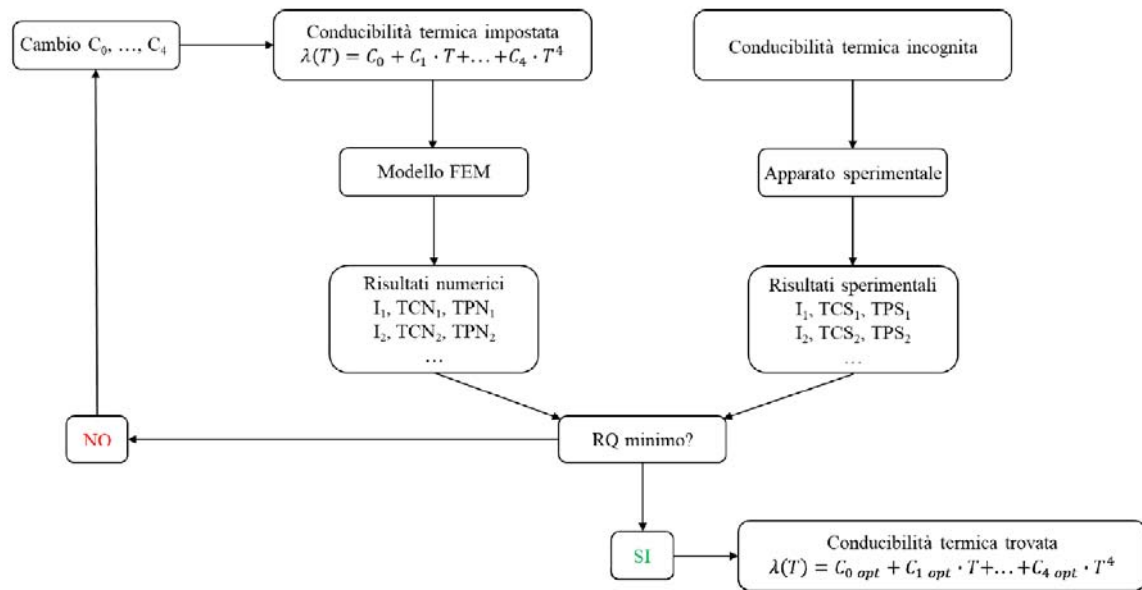 Cambio C₀, …, C₄
Conducibilità termica impostata
λ(T) = C₀ + C₁ · T+…+C₄ · T⁴
Conducibilità termica incognita
Modello FEM
Apparato sperimentale
Risultati numerici
I₁, TCN₁, TPN₁
I₂, TCN₂, TPN₂
…
Risultati sperimentali
I₁, TCS₁, TPS₁
I₂, TCS₂, TPS₂
…
NO
RQ minimo?
SI
Conducibilità termica trovata
λ(T) = C₀ ₒₚₜ + C₁ ₒₚₜ · T+…+C₄ ₒₚₜ · T⁴